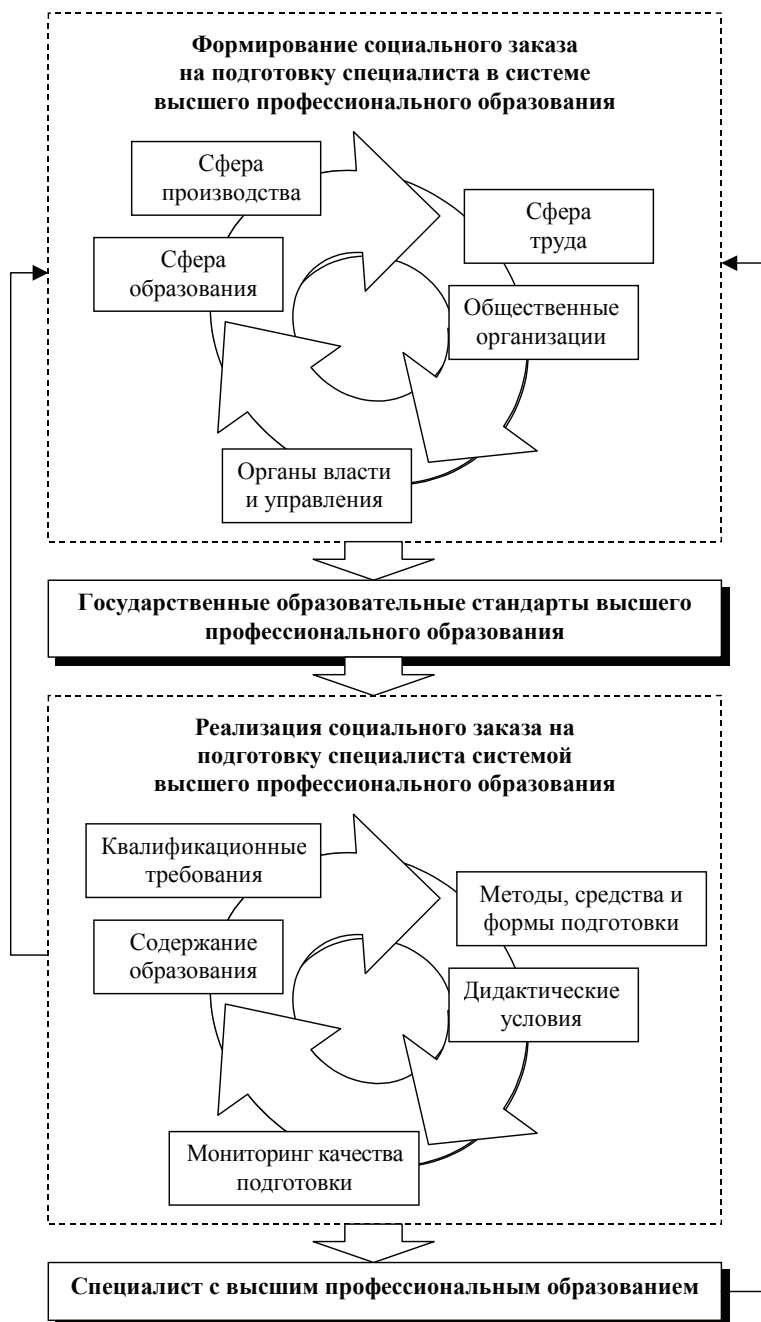 Формирование социального заказа
на подготовку специалиста в системе
высшего профессионального образования
Сфера
производства
Сфера
труда
Сфера
образования
Общественные
организации
Органы власти
и управления
Государственные образовательные стандарты высшего
профессионального образования
Реализация социального заказа на
подготовку специалиста системой
высшего профессионального образования
Квалификационные
требования
Методы, средства и
формы подготовки
Содержание
образования
Дидактические
условия
Мониторинг качества
подготовки
Специалист с высшим профессиональным образованием